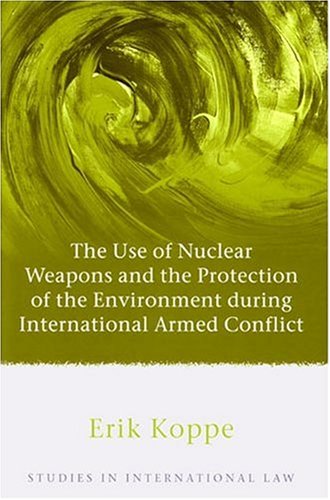 The Use of Nuclear
Weapons and the Protection
of the Environment during
International Armed Conflict
Erik Koppe
STUDIES IN INTERNATIONAL LAW